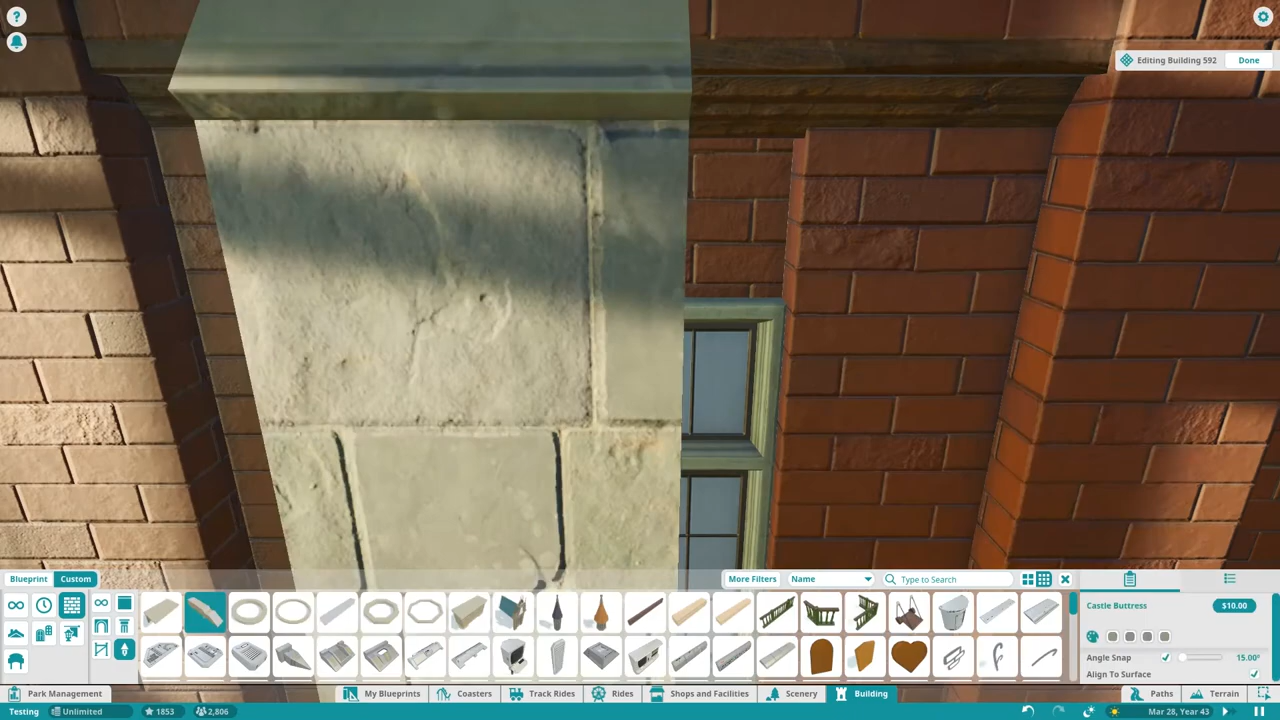 ?
Editing Building 592
Done
Blueprint
Custom
More Filters
Name
Type to Search
Castle Buttress
$10.00
Angle Snap
15.00°
Align To Surface
Park Management
My Blueprints
Coasters
Track Rides
Rides
Shops and Facilities
Scenery
Building
Paths
Terrain
Testing
Unlimited
1853
2,806
Mar 28, Year 43